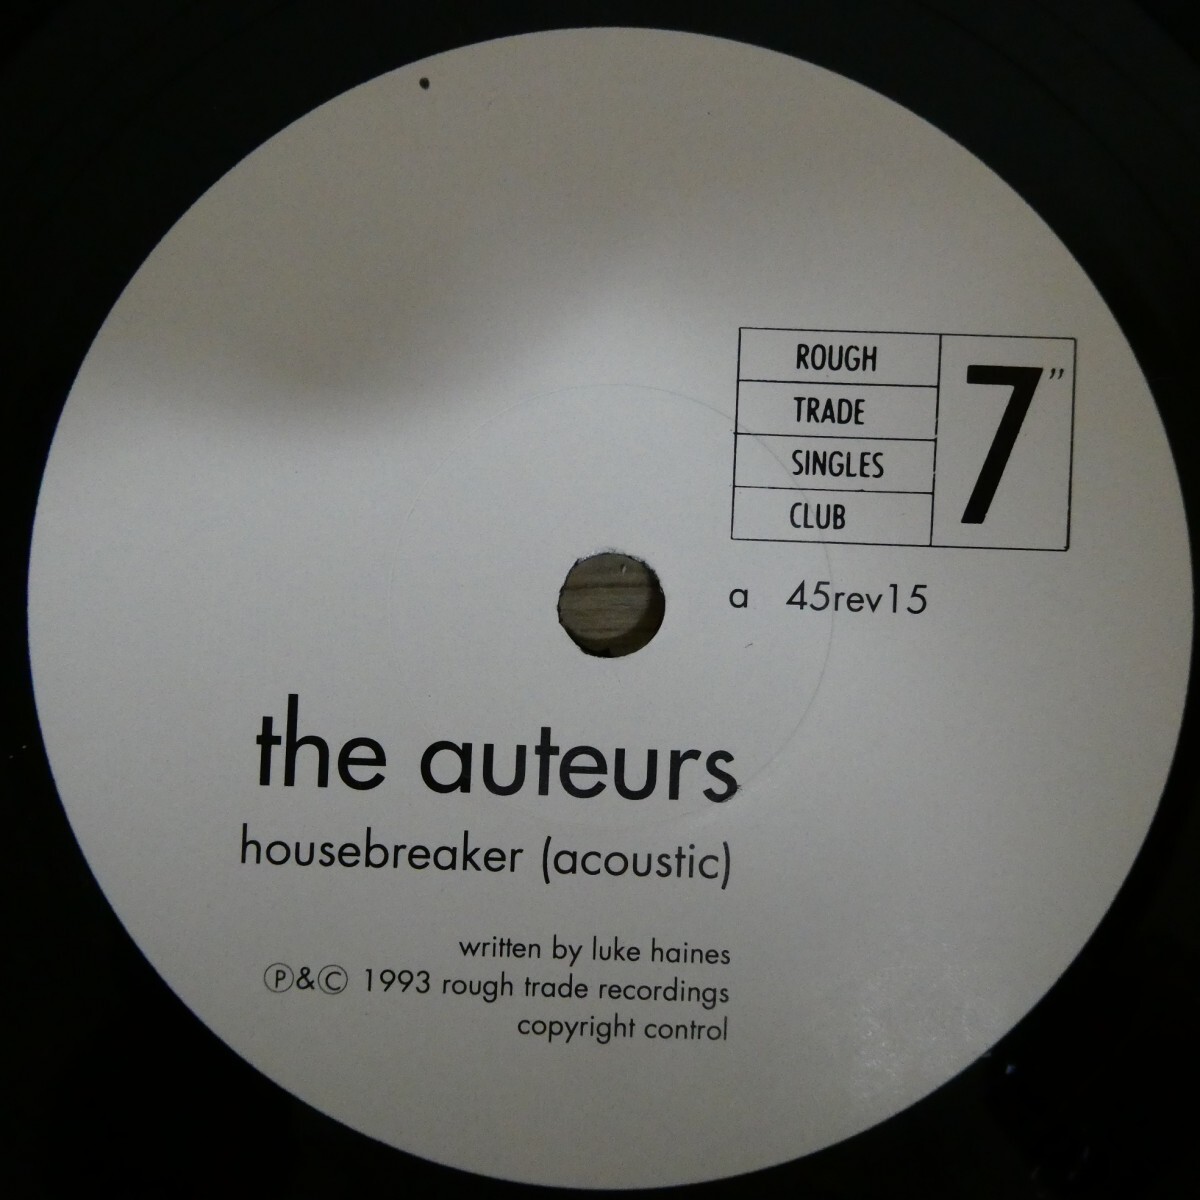 ROUGH
TRADE
SINGLES
CLUB
7”
a 45rev15
the auteurs
housebreaker (acoustic)
written by luke haines
Ⓟ&Ⓒ 1993 rough trade recordings
copyright control